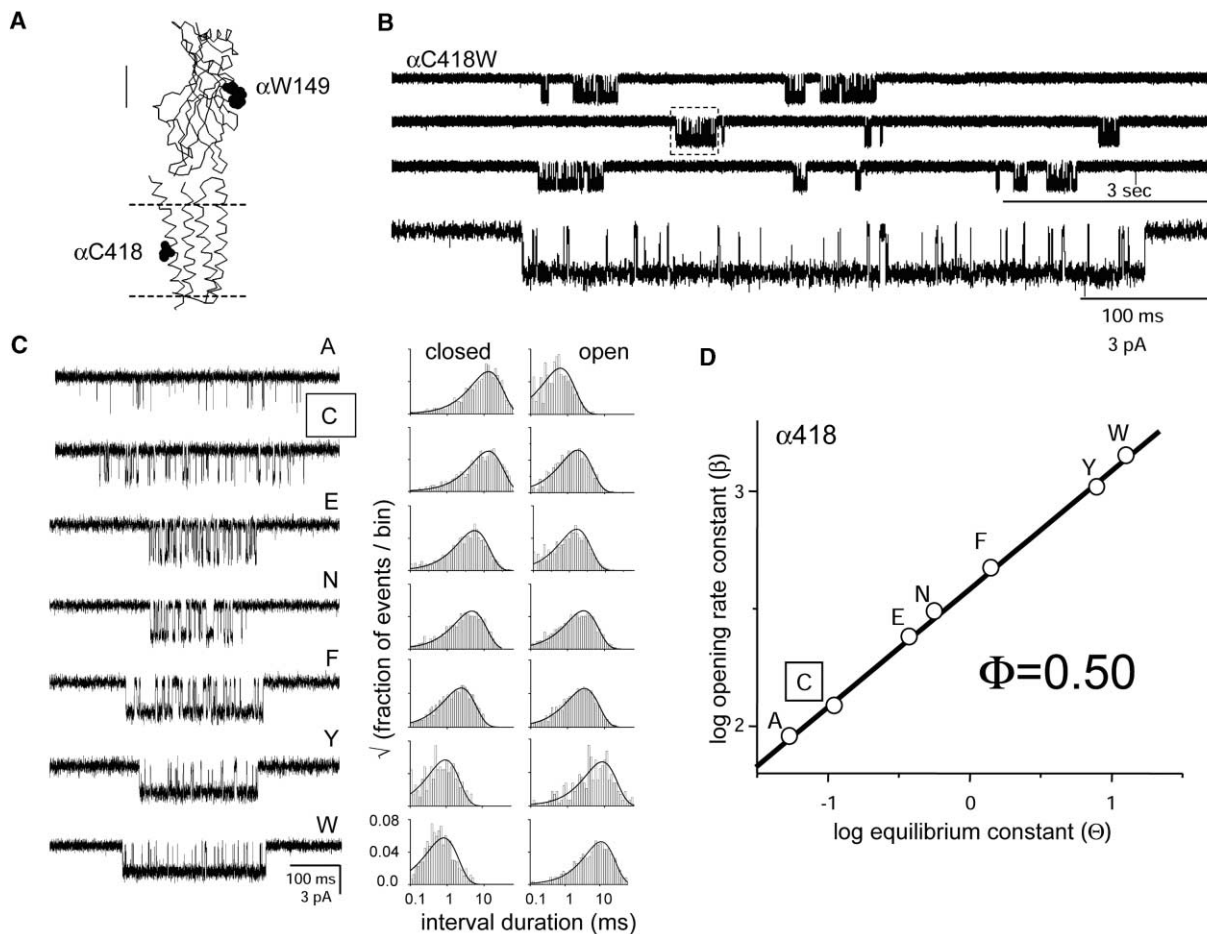 A
αW149
αC418
B
αC418W
3 sec
100 ms
3 pA
C
closed
open
A
C
E
N
F
Y
W
100 ms
3 pA
√ (fraction of events / bin)
0.08
0.04
0.0
0.1 1 10
0.1 1 10
interval duration (ms)
D
α418
W
Y
F
N
E
C
A
Φ=0.50
log opening rate constant (β)
3
2
-1 0 1
log equilibrium constant (Θ)